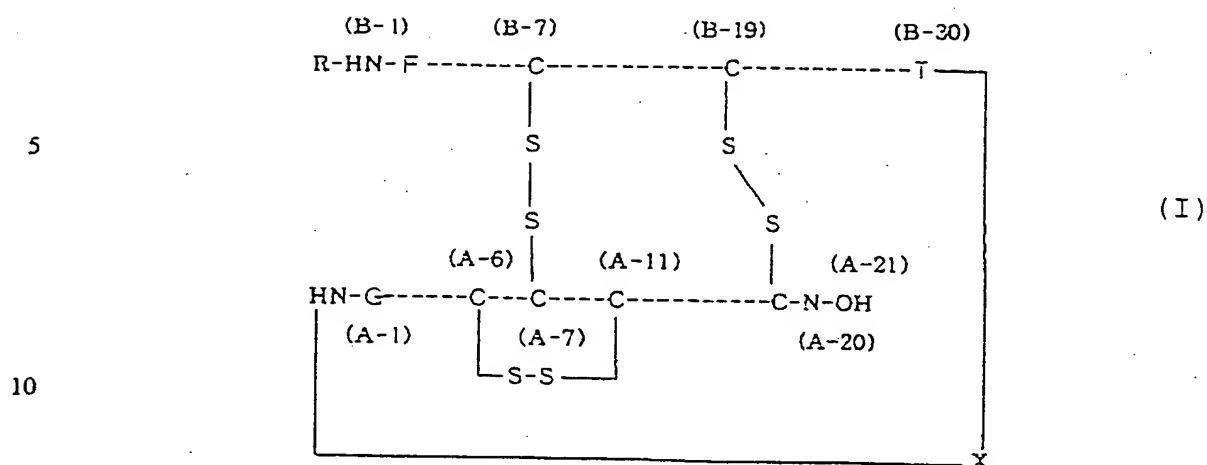 (B-1) (B-7) (B-19) (B-30)
R-HN-F C C T
5 S S
(I)
S S
(A-6) (A-11) (A-21)
HN-G C C C C-N-OH
(A-1) (A-7) (A-20)
S-S
10
X